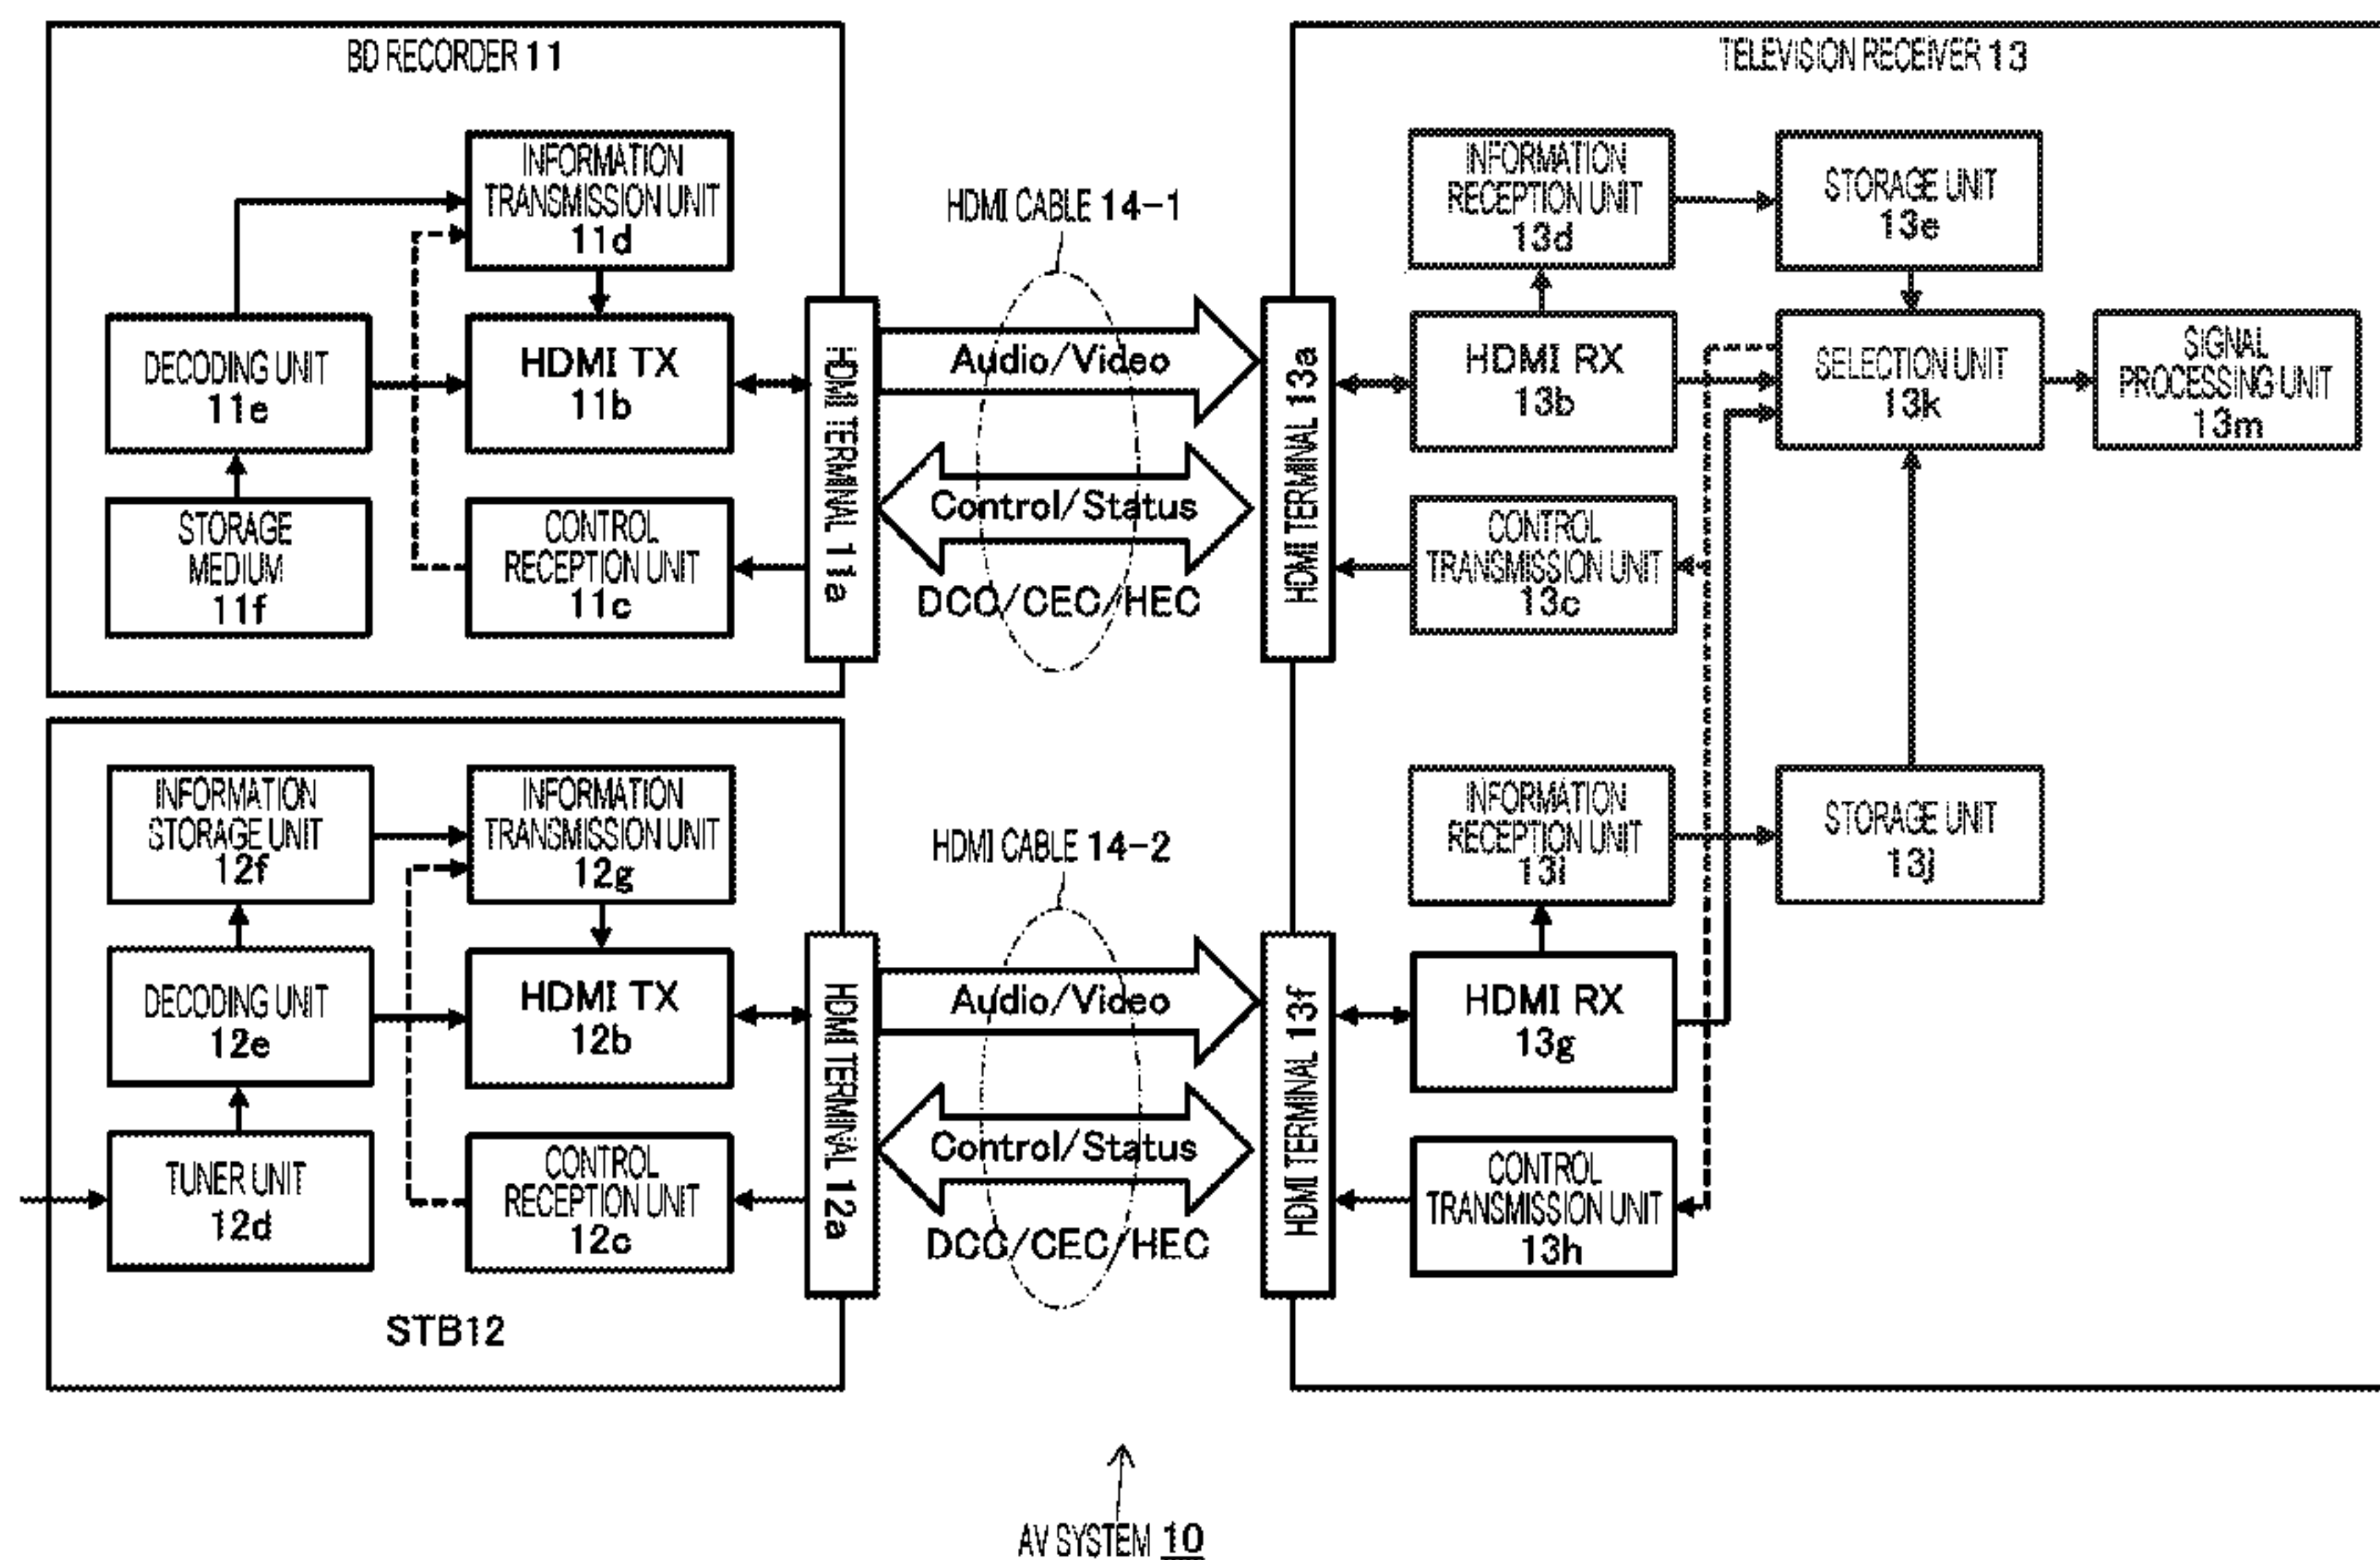 BD RECORDER 11
INFORMATION
TRANSMISSION UNIT
11d
DECODING UNIT
11e
HDMI TX
11b
STORAGE
MEDIUM
11f
CONTROL
RECEPTION UNIT
11c
HDMI TERMINAL 11a
HDMI CABLE 14-1
Audio/Video
Control/Status
DCC/CEC/HEC
TELEVISION RECEIVER 13
HDMI TERMINAL 13a
INFORMATION
RECEPTION UNIT
13d
STORAGE UNIT
13e
HDMI RX
13b
SELECTION UNIT
13k
SIGNAL
PROCESSING UNIT
13m
CONTROL
TRANSMISSION UNIT
13c
INFORMATION
STORAGE UNIT
12f
INFORMATION
TRANSMISSION UNIT
12g
DECODING UNIT
12e
HDMI TX
12b
TUNER UNIT
12d
CONTROL
RECEPTION UNIT
12c
STB12
HDMI TERMINAL 12a
HDMI CABLE 14-2
Audio/Video
Control/Status
DCC/CEC/HEC
HDMI TERMINAL 13f
INFORMATION
RECEPTION UNIT
13i
STORAGE UNIT
13j
HDMI RX
13g
CONTROL
TRANSMISSION UNIT
13h
AV SYSTEM 10